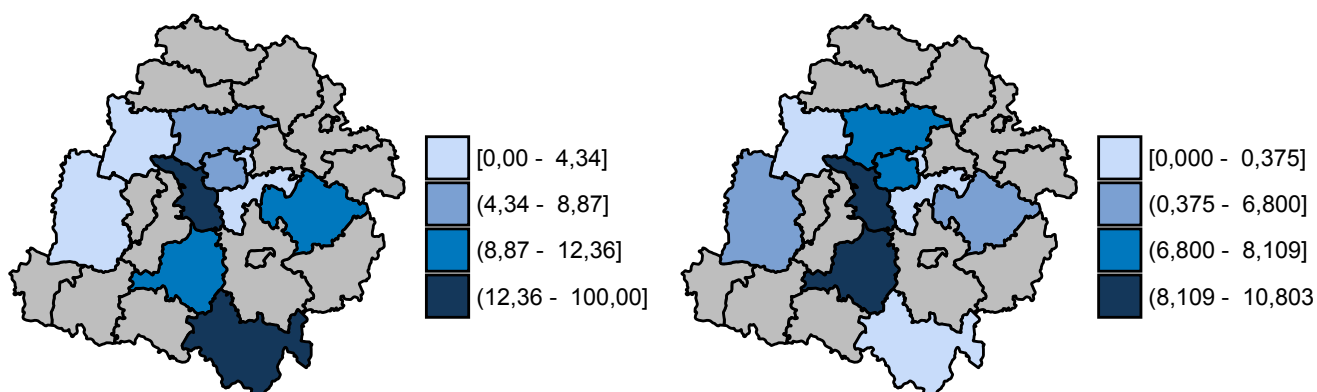 [0,00 - 4,34]
(4,34 - 8,87]
(8,87 - 12,36]
(12,36 - 100,00]
[0,000 - 0,375]
(0,375 - 6,800]
(6,800 - 8,109]
(8,109 - 10,803